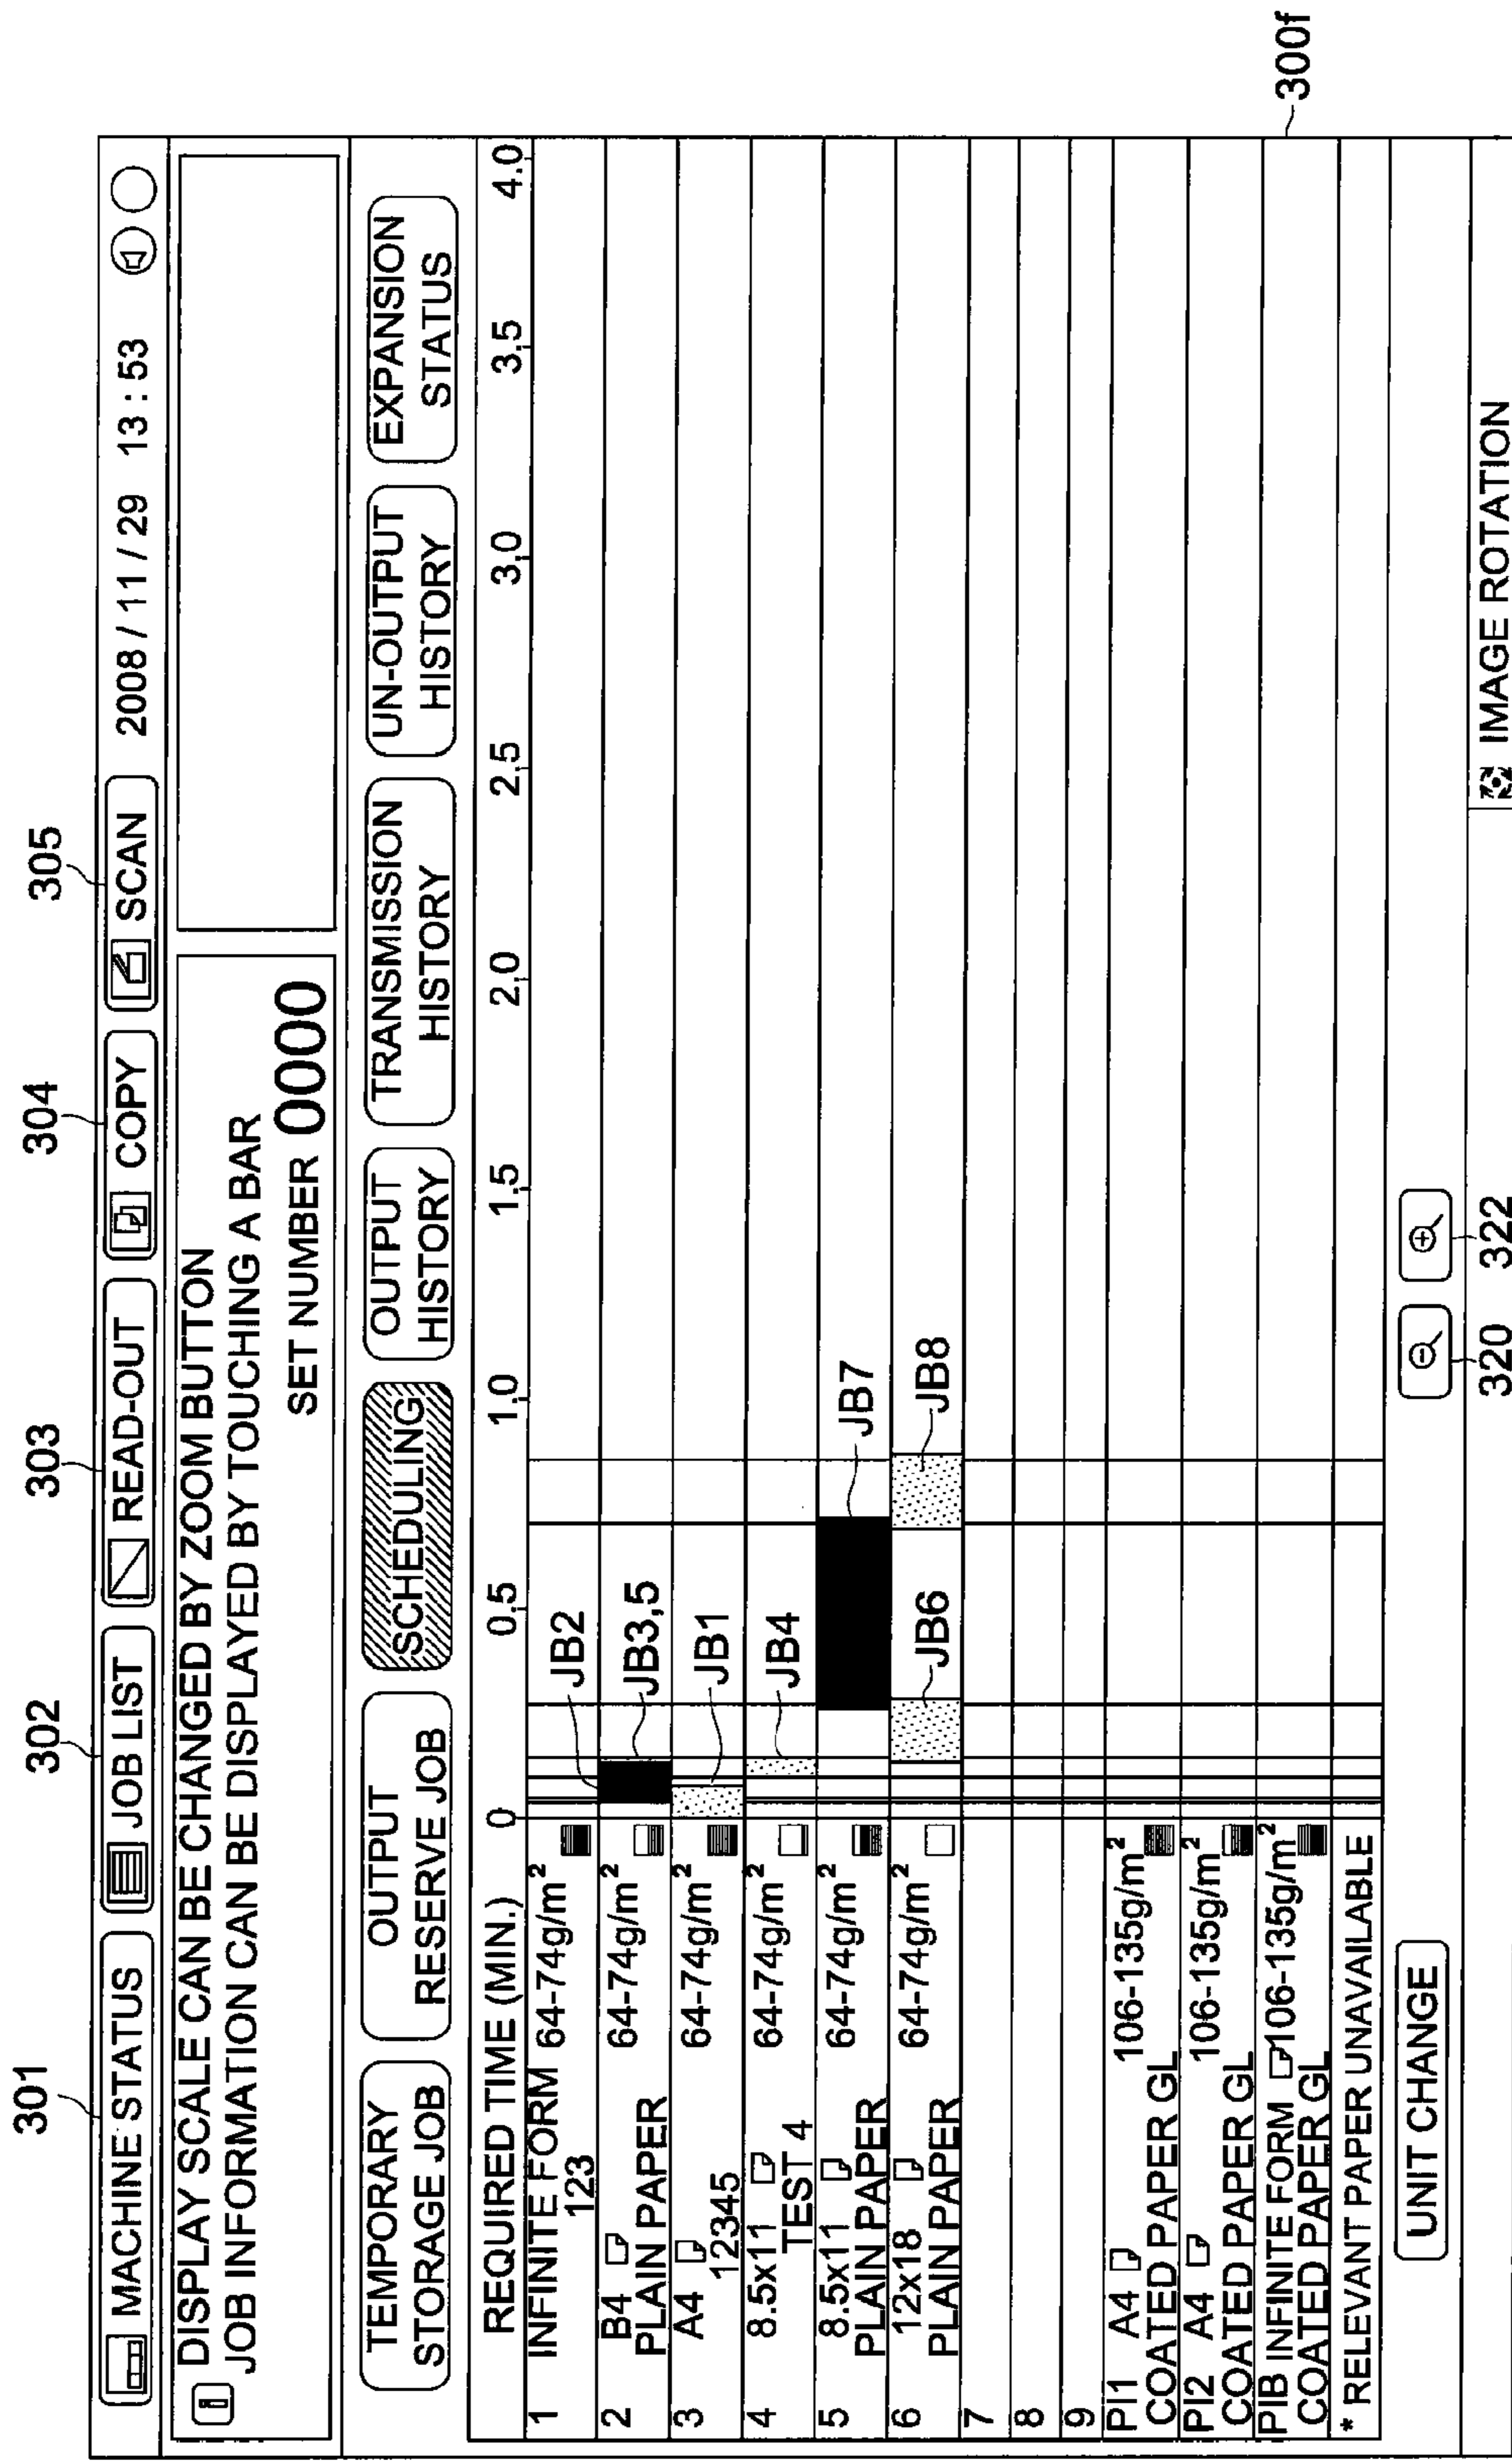 301
302
303
304
305
MACHINE STATUS
JOB LIST
READ-OUT
COPY
SCAN
2008 / 11 / 29 13 : 53
i DISPLAY SCALE CAN BE CHANGED BY ZOOM BUTTON
JOB INFORMATION CAN BE DISPLAYED BY TOUCHING A BAR
SET NUMBER 0000
TEMPORARY
STORAGE JOB
OUTPUT
RESERVE JOB
SCHEDULING
OUTPUT
HISTORY
TRANSMISSION
HISTORY
UN-OUTPUT
HISTORY
EXPANSION
STATUS
REQUIRED TIME (MIN.) 0 0.5 1.0 1.5 2.0 2.5 3.0 3.5 4.0
1 INFINITE FORM 64-74g/m²
123
JB2
2 B4 64-74g/m²
PLAIN PAPER
JB3,5
3 A4 64-74g/m²
12345
JB1
4 8.5x11 64-74g/m²
TEST 4
JB4
5 8.5x11 64-74g/m²
PLAIN PAPER
JB7
6 12x18 64-74g/m²
PLAIN PAPER
JB6
JB8
7
8
9
PI1 A4 106-135g/m²
COATED PAPER GL
PI2 A4 106-135g/m²
COATED PAPER GL
PIB INFINITE FORM 106-135g/m²
COATED PAPER GL
* RELEVANT PAPER UNAVAILABLE
300f
UNIT CHANGE
320
322
IMAGE ROTATION